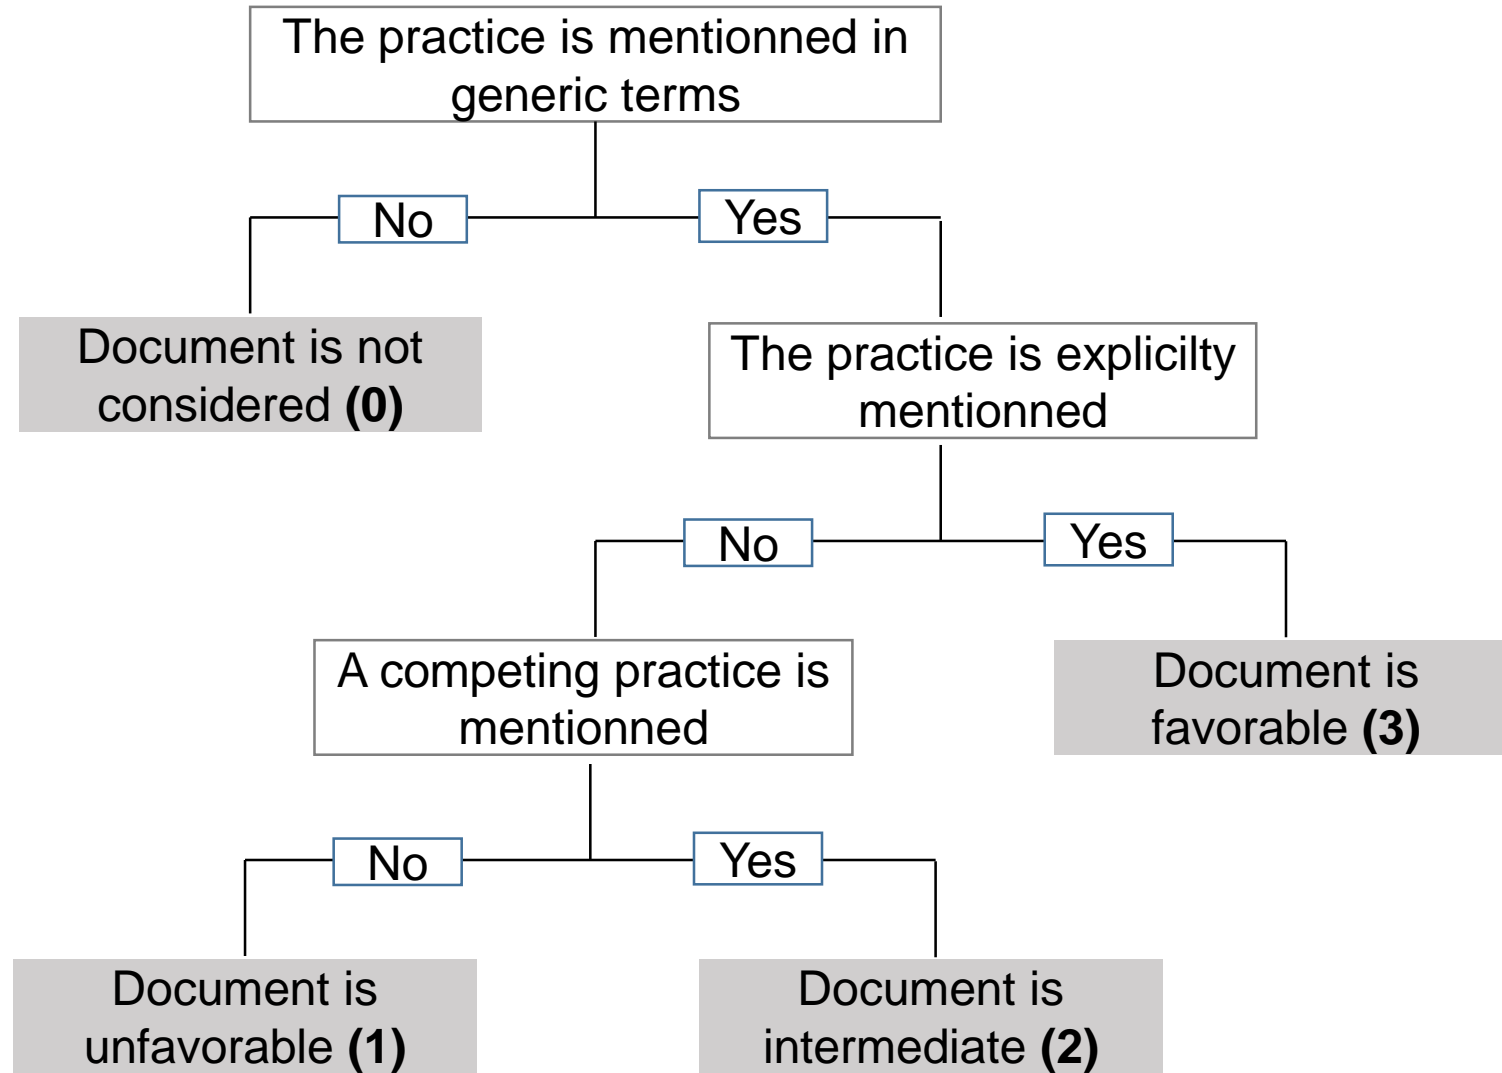 The practice is mentionned in
generic terms
No
Yes
Document is not
considered (0)
The practice is explicilty
mentionned
No
Yes
A competing practice is
mentionned
Document is
favorable (3)
No
Yes
Document is
unfavorable (1)
Document is
intermediate (2)